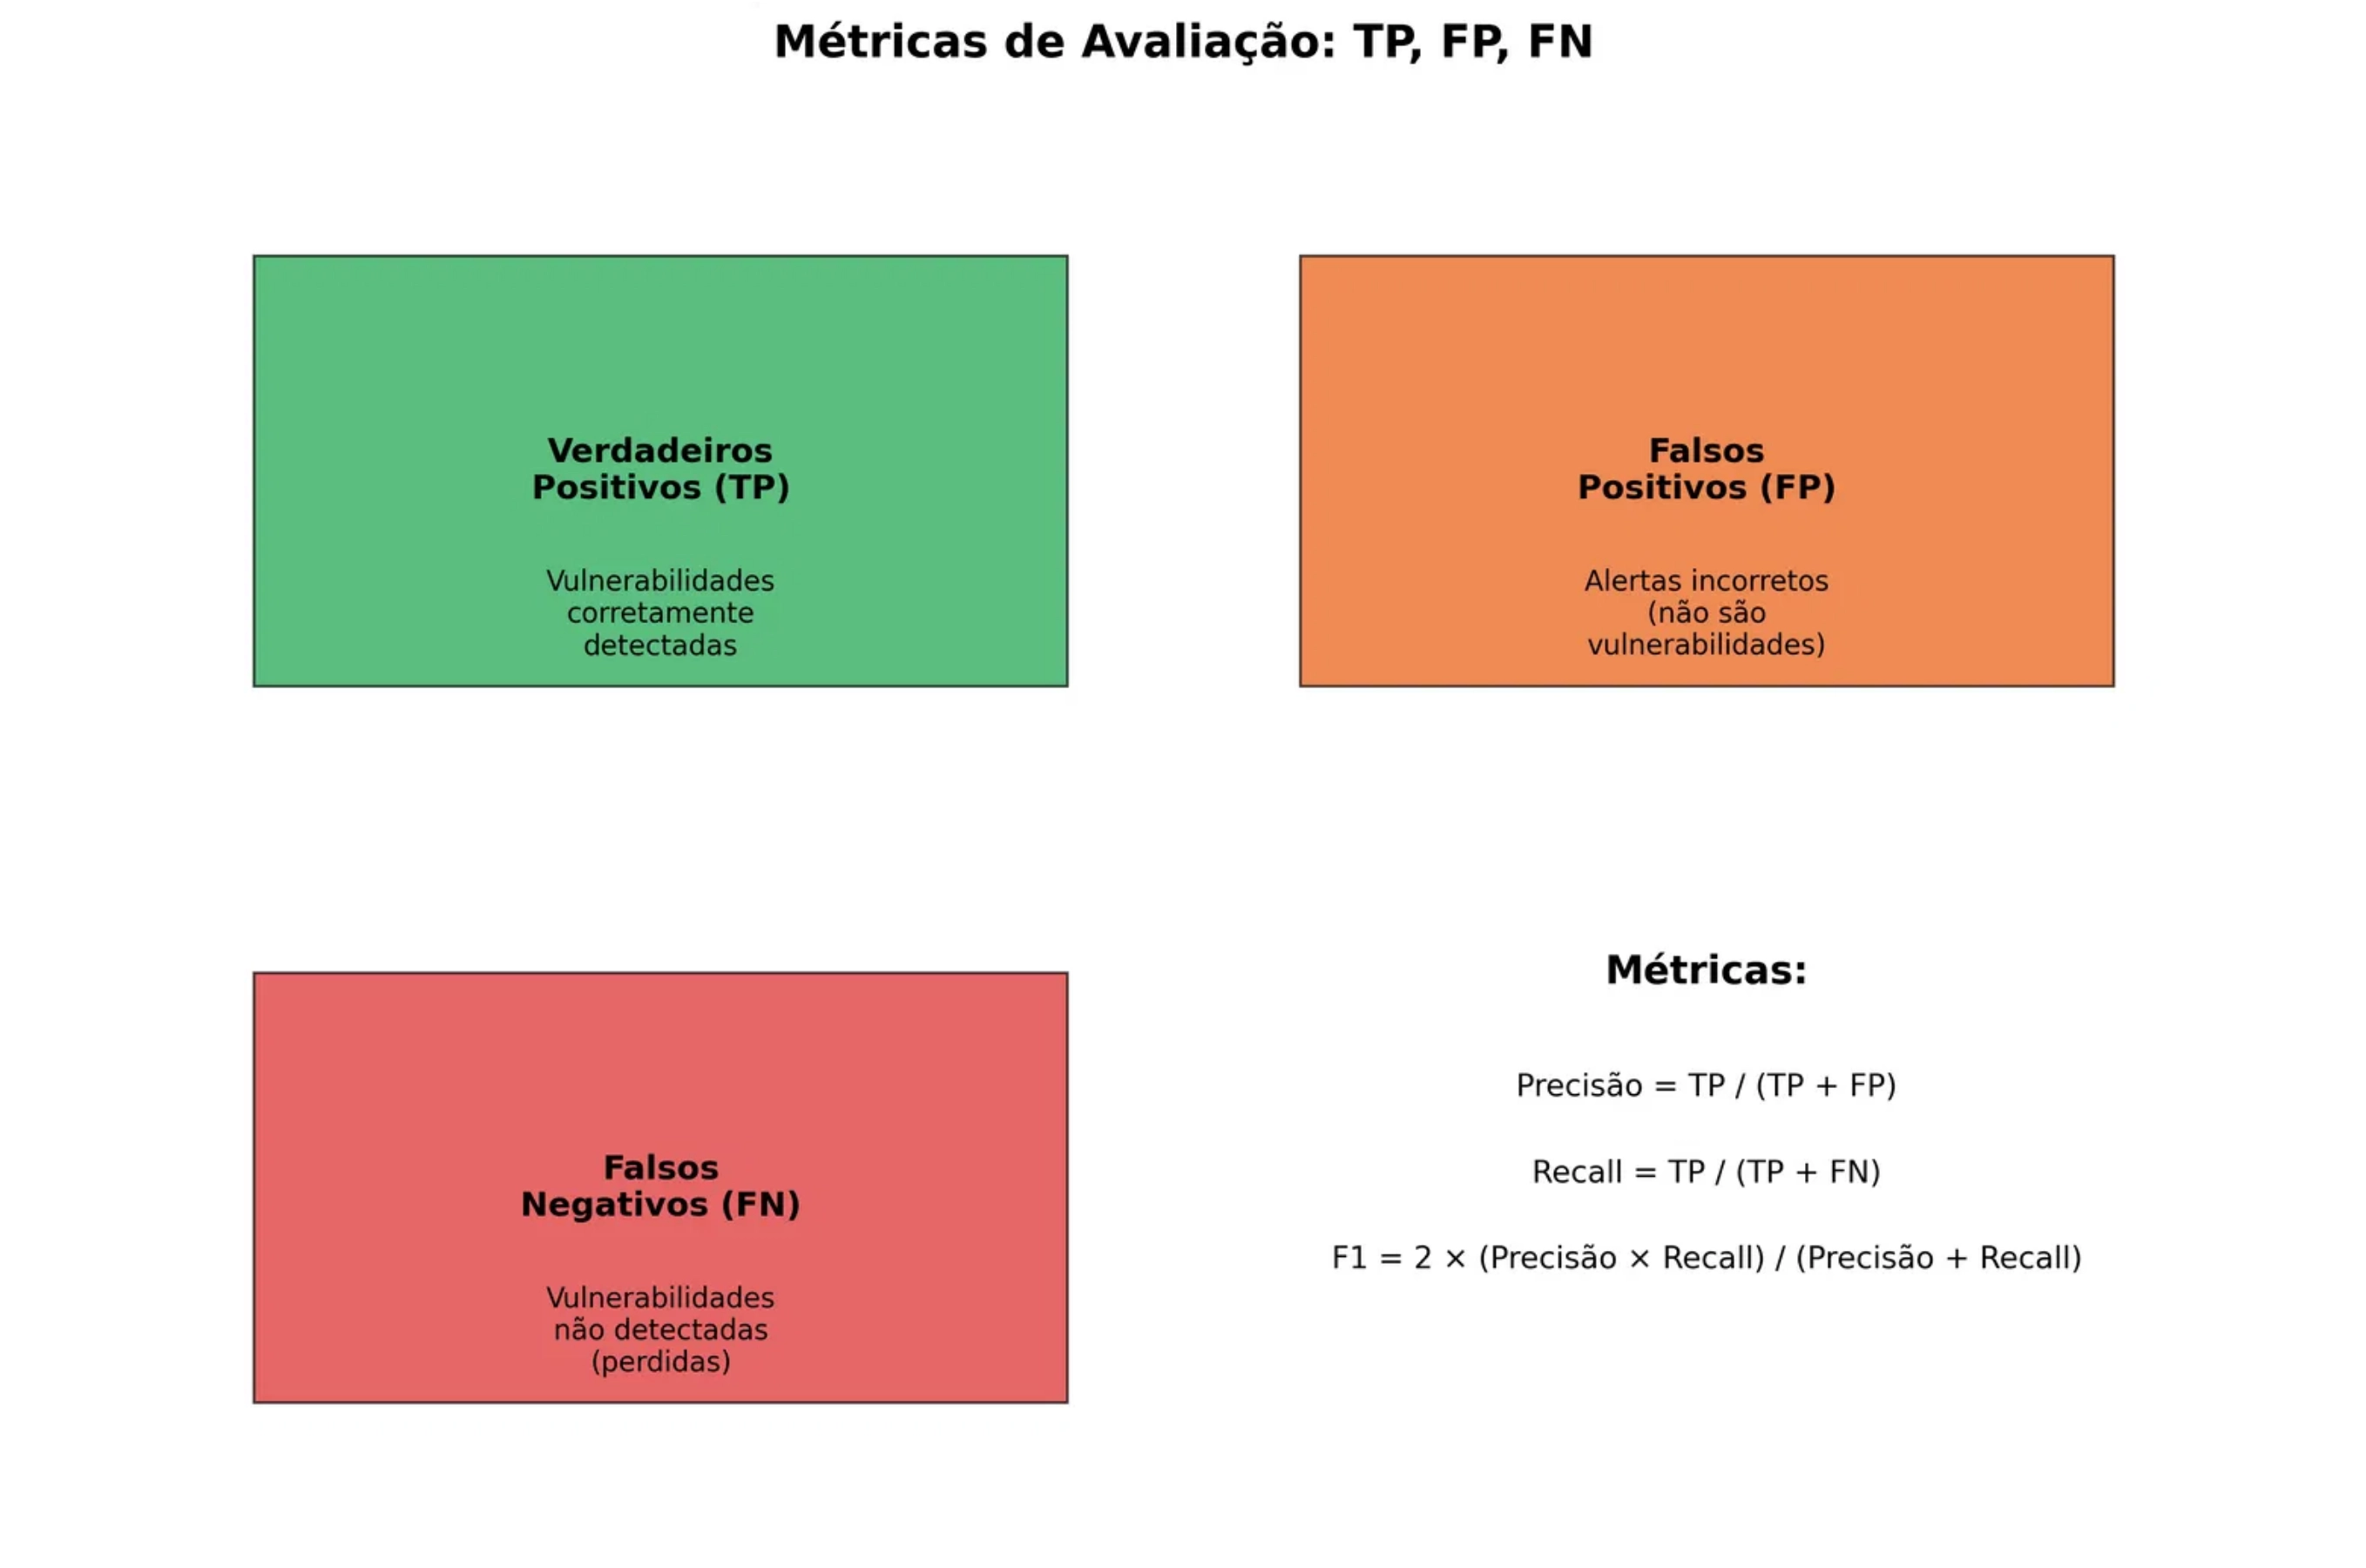 Métricas de Avaliação: TP, FP, FN
Verdadeiros
Positivos (TP)
Vulnerabilidades
corretamente
detectadas
Falsos
Positivos (FP)
Alertas incorretos
(não são
vulnerabilidades)
Falsos
Negativos (FN)
Vulnerabilidades
não detectadas
(perdidas)
Métricas:
Precisão = TP / (TP + FP)
Recall = TP / (TP + FN)
F1 = 2 × (Precisão × Recall) / (Precisão + Recall)